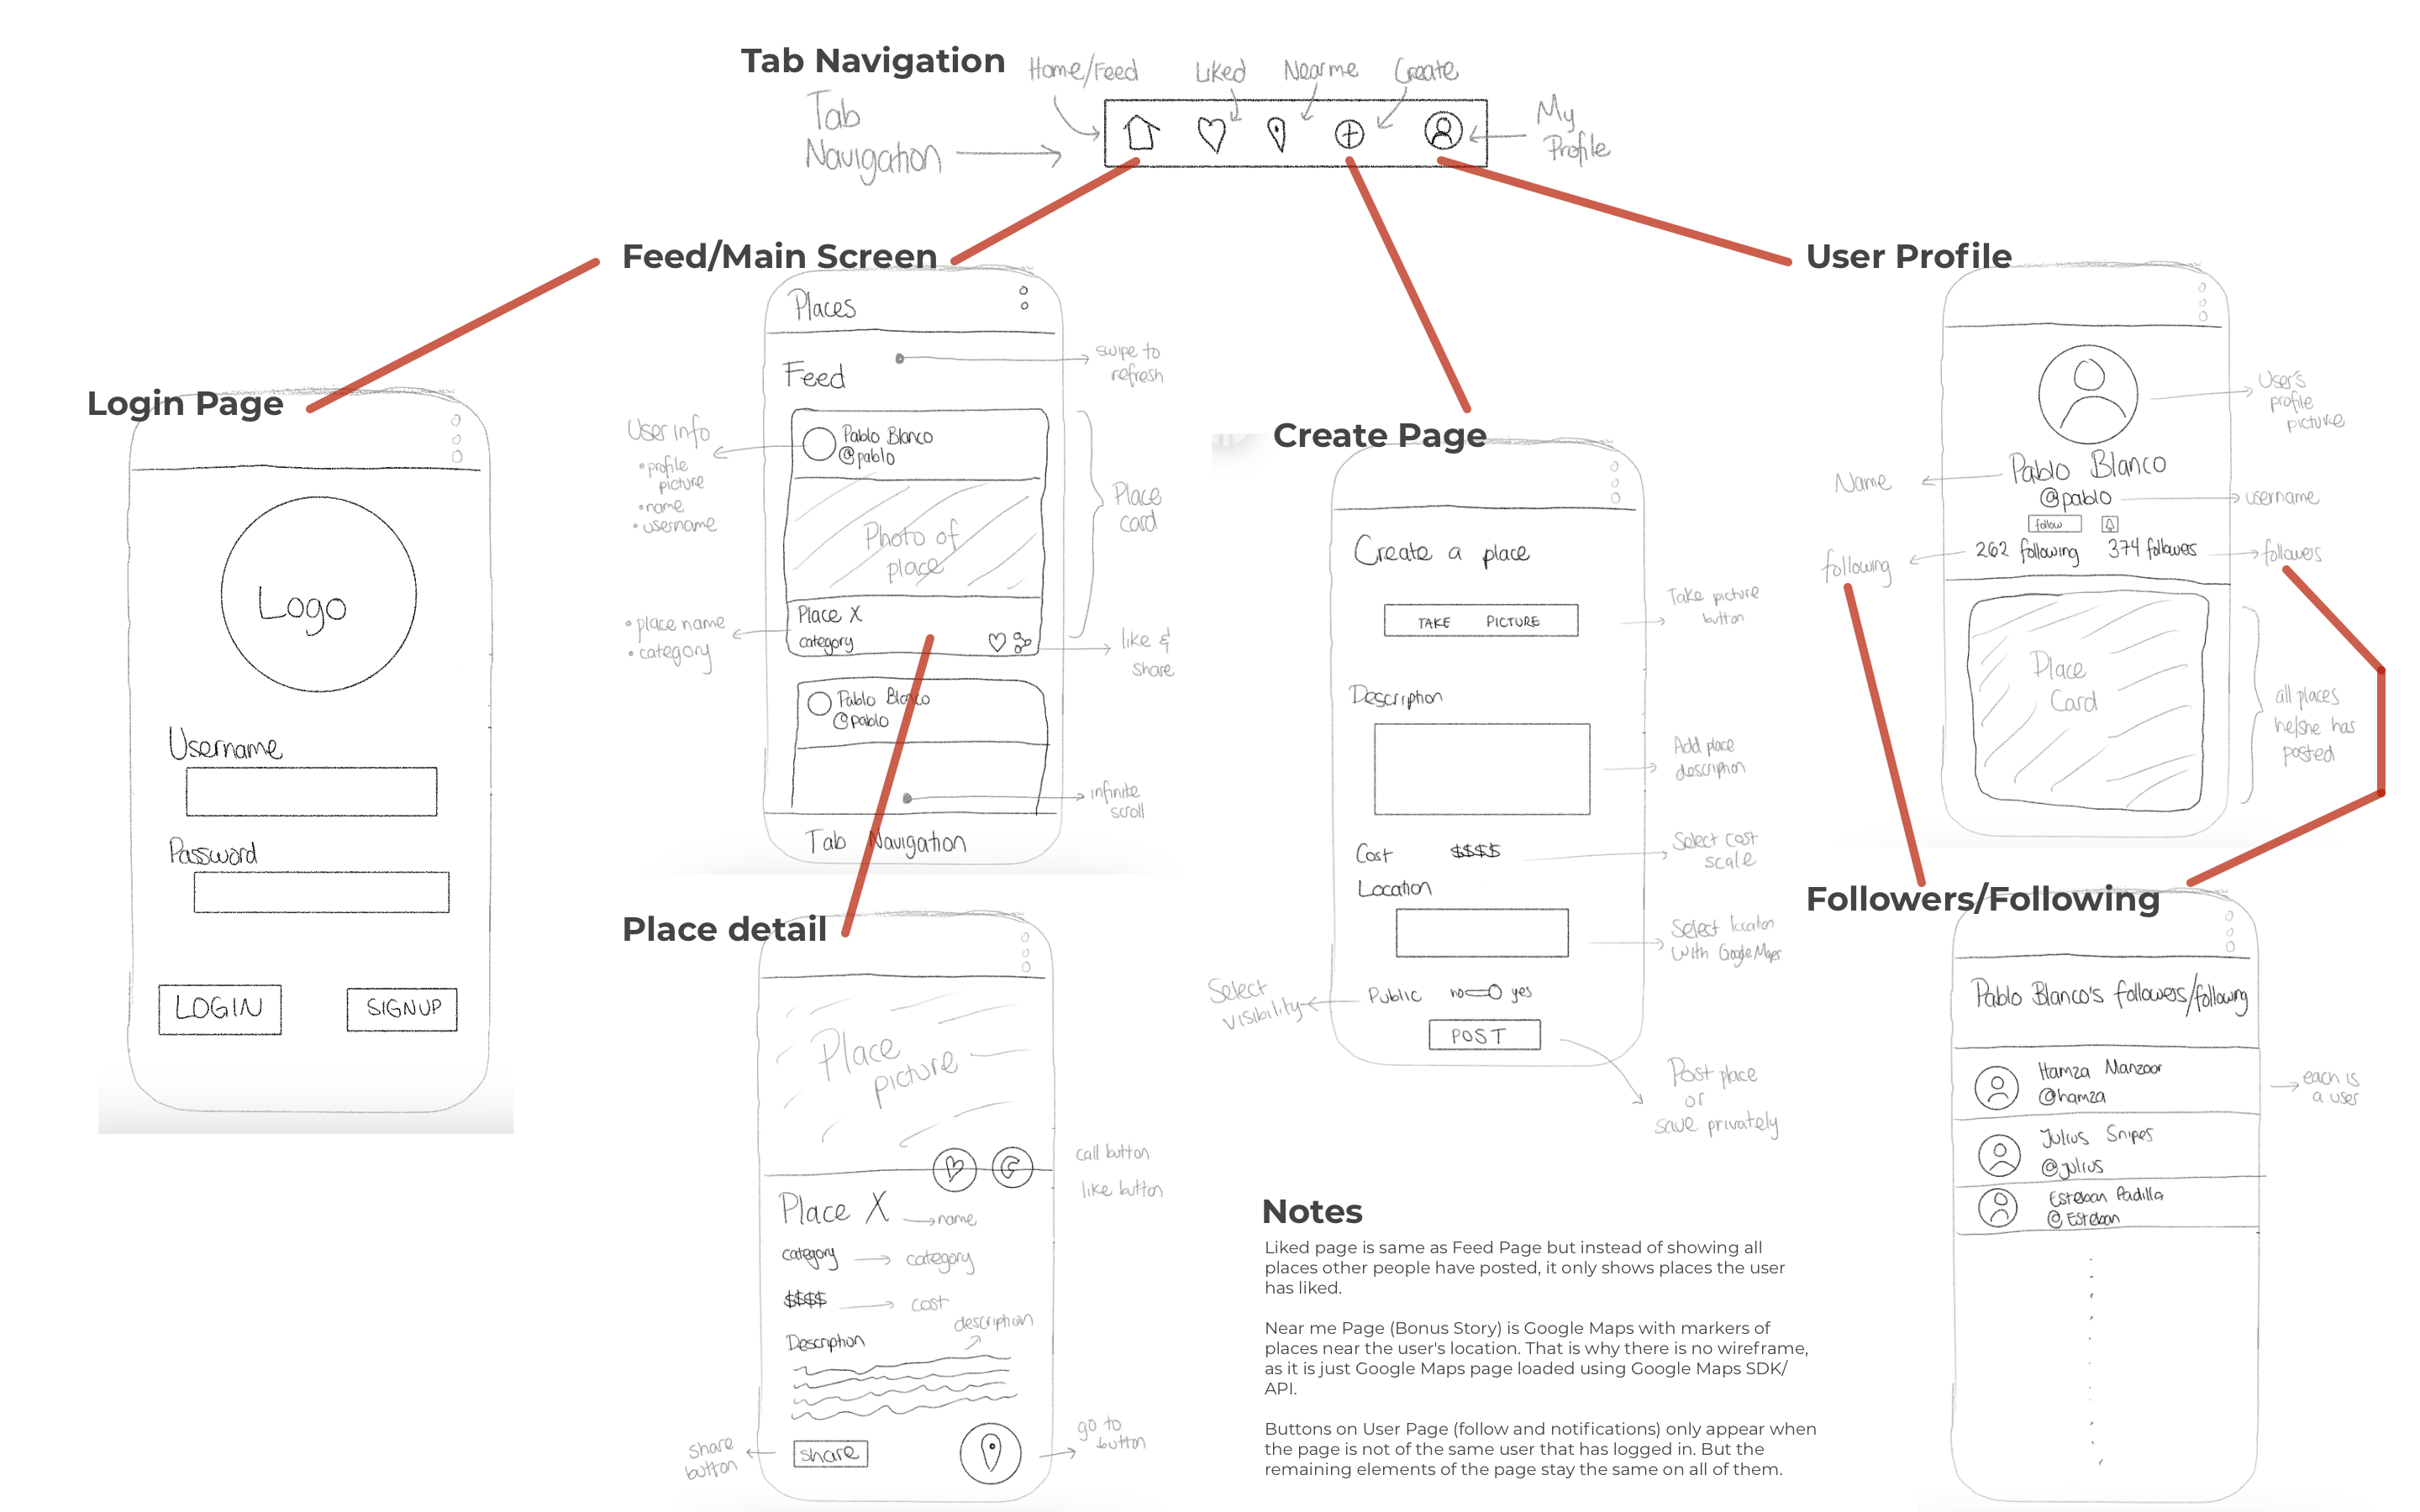 Tab Navigation
Home/Feed
Liked
Near me
Create
Tab
Navigation
My
Profile
Feed/Main Screen
Places
Feed
swipe to
refresh
User info
• profile
picture
• name
• username
Pablo Blanco
@pablo
Photo of
place
Place
card
Place X
category
• place name
• category
like &
share
Pablo Blanco
@pablo
infinite
scroll
Tab Navigation
Login Page
Logo
Username
Password
LOGIN
SIGNUP
Place detail
Place
picture
call button
like button
Place X
name
category
category
$$$$
cost
Description
description
share
button
share
go to
button
Create Page
Create a place
TAKE PICTURE
Take picture
button
Description
Add place
description
Cost
$$$$
Select cost
scale
Location
Select location
with Google Maps
Select
visibility
Public
no
yes
POST
Post place
or
save privately
User Profile
User's
profile
picture
Name
Pablo Blanco
@pablo
username
follow
following
262 following
374 followers
followers
Place
Card
all places
he/she has
posted
Followers/Following
Pablo Blanco's followers/following
Hamza Manzoor
@hamza
each is
a user
Julius Snipes
@julius
Esteban Padilla
@Esteban
Notes
Liked page is same as Feed Page but instead of showing all
places other people have posted, it only shows places the user
has liked.
Near me Page (Bonus Story) is Google Maps with markers of
places near the user's location. That is why there is no wireframe,
as it is just Google Maps page loaded using Google Maps SDK/
API.
Buttons on User Page (follow and notifications) only appear when
the page is not of the same user that has logged in. But the
remaining elements of the page stay the same on all of them.